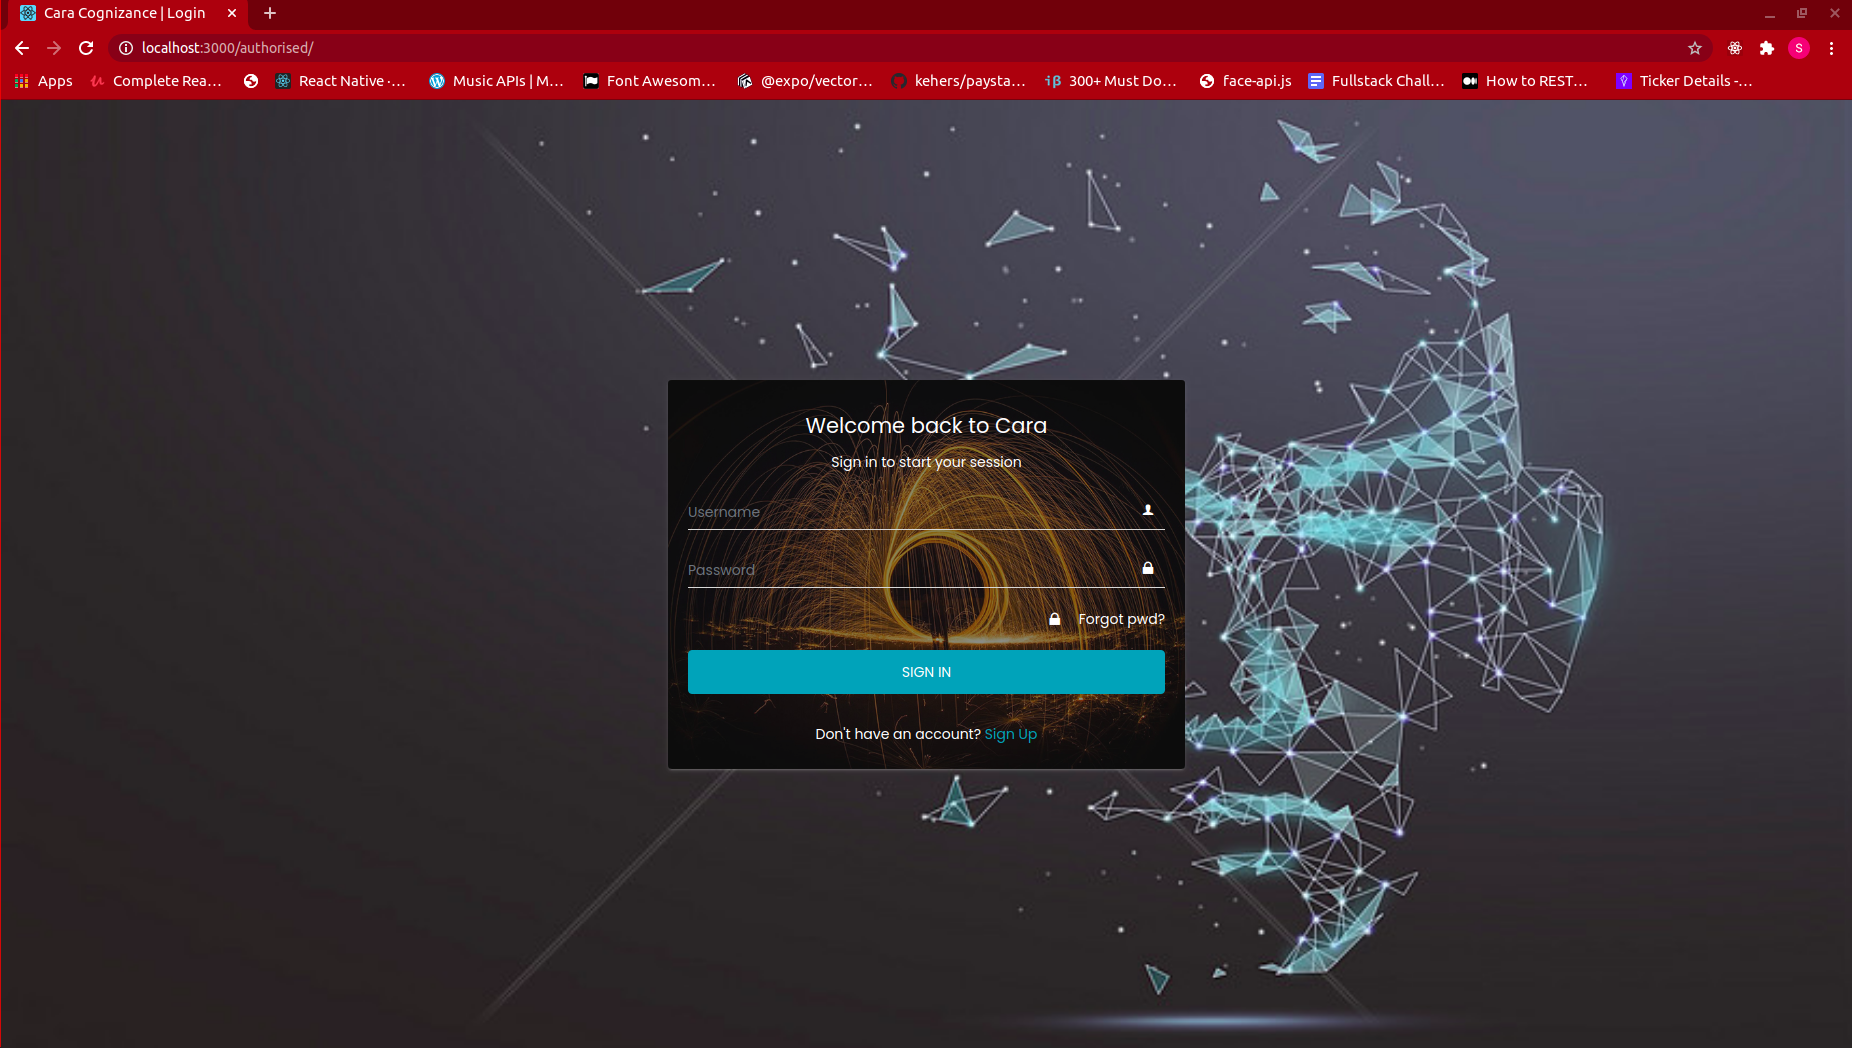 Cara Cognizance | Login
localhost:3000/authorised/
S
Apps
Complete Rea...
React Native ·...
Music APIs | M...
Font Awesom...
@expo/vector...
kehers/paysta...
iβ 300+ Must Do...
face-api.js
Fullstack Chall...
How to REST...
Ticker Details -...
Welcome back to Cara
Sign in to start your session
Username
Password
Forgot pwd?
SIGN IN
Don't have an account? Sign Up